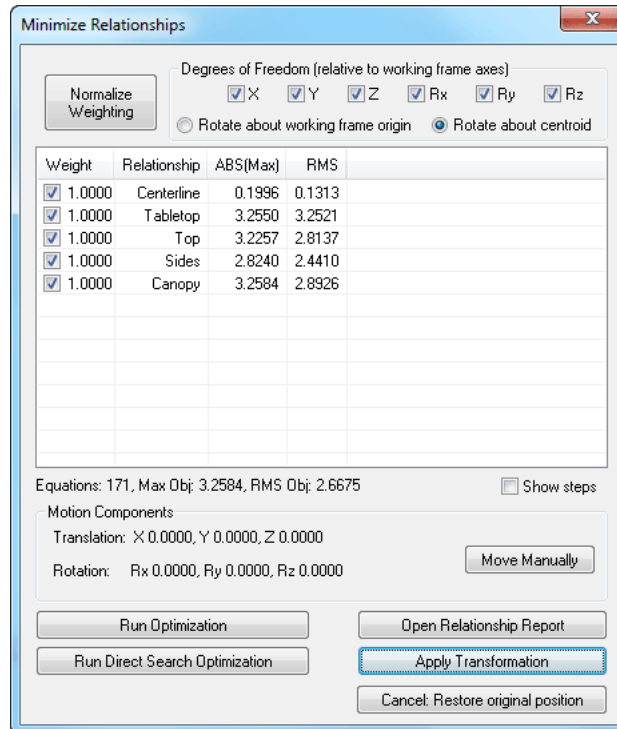 Minimize Relationships
Degrees of Freedom (relative to working frame axes)
Normalize Weighting
X Y Z Rx Ry Rz
Rotate about working frame origin Rotate about centroid
Weight Relationship ABS(Max) RMS
1.0000 Centerline 0.1996 0.1313
1.0000 Tabletop 3.2550 3.2521
1.0000 Top 3.2257 2.8137
1.0000 Sides 2.8240 2.4410
1.0000 Canopy 3.2584 2.8926
Equations: 171, Max Obj: 3.2584, RMS Obj: 2.6675 Show steps
Motion Components
Translation: X 0.0000, Y 0.0000, Z 0.0000
Move Manually
Rotation: Rx 0.0000, Ry 0.0000, Rz 0.0000
Run Optimization Open Relationship Report
Run Direct Search Optimization Apply Transformation
Cancel: Restore original position